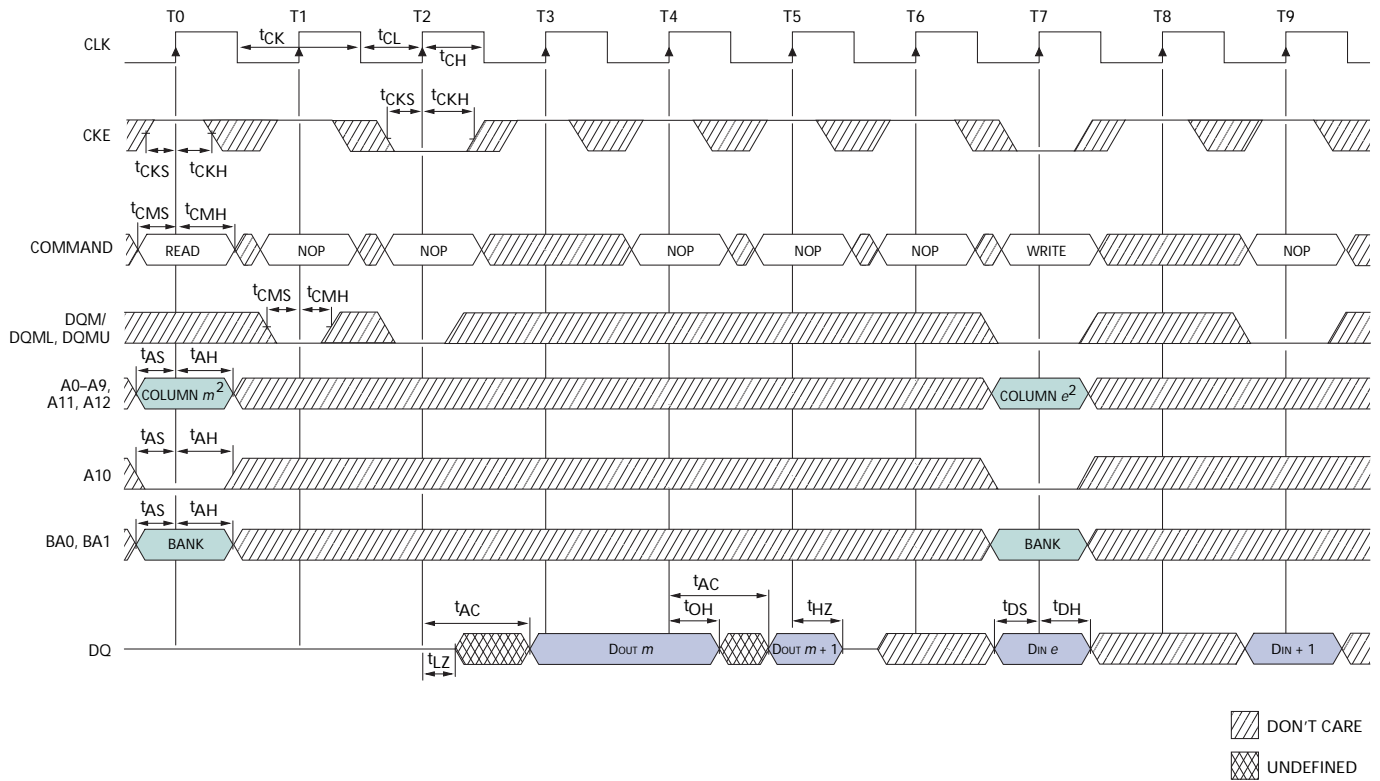 T0 T1 T2 T3 T4 T5 T6 T7 T8 T9
CLK
tCK tCL
tCH
tCKS tCKH
CKE
tCKS tCKH
tCMS tCMH
COMMAND READ NOP NOP NOP NOP NOP WRITE NOP
tCMS tCMH
DQM/
DQML, DQMU
tAS tAH
A0–A9,
A11, A12
COLUMN m2 COLUMN e2
tAS tAH
A10
tAS tAH
BA0, BA1 BANK BANK
tAC
tAC tOH tHZ tDS tDH
DQ DOUT m DOUT m + 1 DIN e DIN + 1
tLZ
DON'T CARE
UNDEFINED